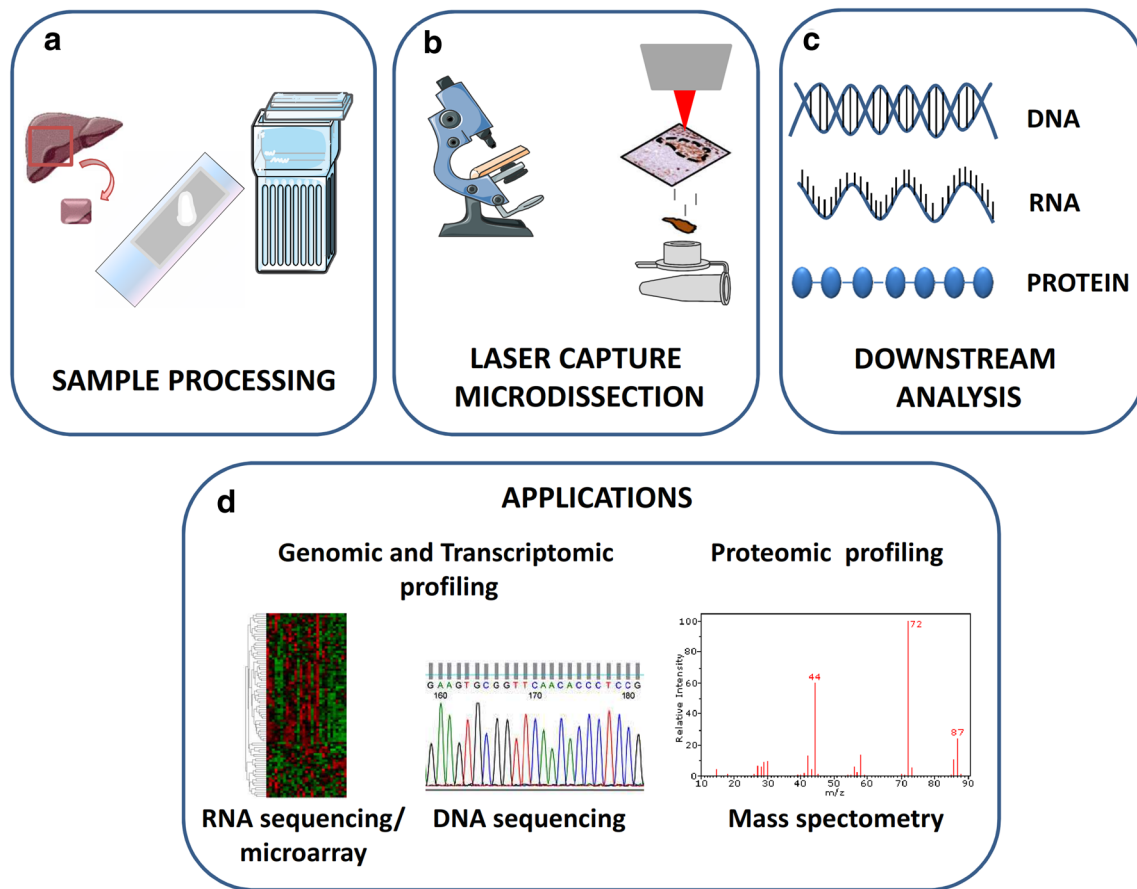 a
SAMPLE PROCESSING
b
LASER CAPTURE
MICRODISSECTION
c
DNA
RNA
PROTEIN
DOWNSTREAM
ANALYSIS
d
APPLICATIONS
Genomic and Transcriptomic
profiling
RNA sequencing/
microarray
GAAGTGCGGTTCAACACCCTCCG
160 170 180
DNA sequencing
Proteomic profiling
Relative Intensity
100
80
60
40
20
0
44
72
87
10 20 30 40 50 60 70 80 90
m/z
Mass spectometry